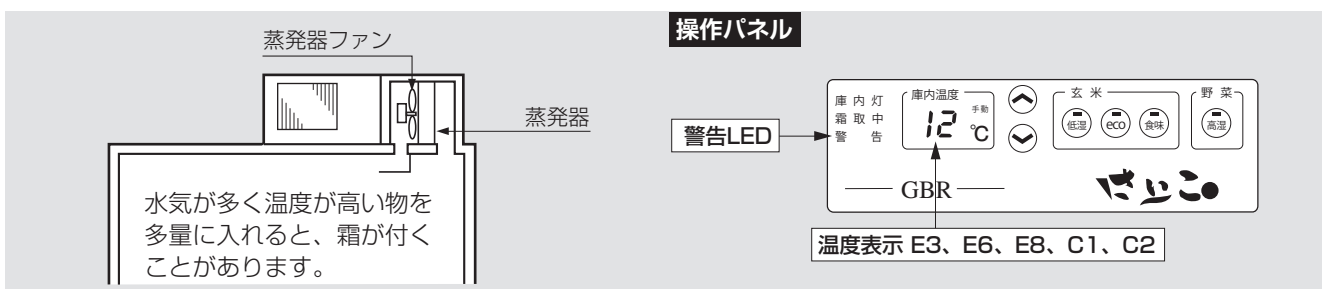 蒸発器ファン
蒸発器
水気が多く温度が高い物を
多量に入れると、霜が付く
ことがあります。
操作パネル
警告LED
庫内灯
霜取中
警告
庫内温度
手動
12 ℃
玄米
低湿 eco 食味
野菜
高湿
GBR
さいこ
温度表示 E3、E6、E8、C1、C2